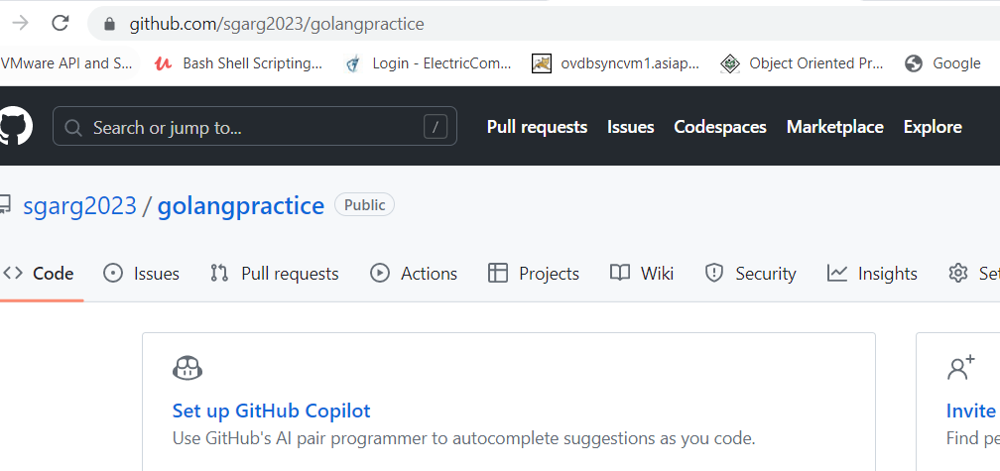 github.com/sgarg2023/golangpractice
VMware API and S... Bash Shell Scripting... Login - ElectricCom... ovdbsyncvm1.asiap... Object Oriented Pr... Google
Search or jump to... / Pull requests Issues Codespaces Marketplace Explore
sgarg2023 / golangpractice Public
<> Code Issues Pull requests Actions Projects Wiki Security Insights Set
Set up GitHub Copilot
Use GitHub's AI pair programmer to autocomplete suggestions as you code.
Invite
Find pe